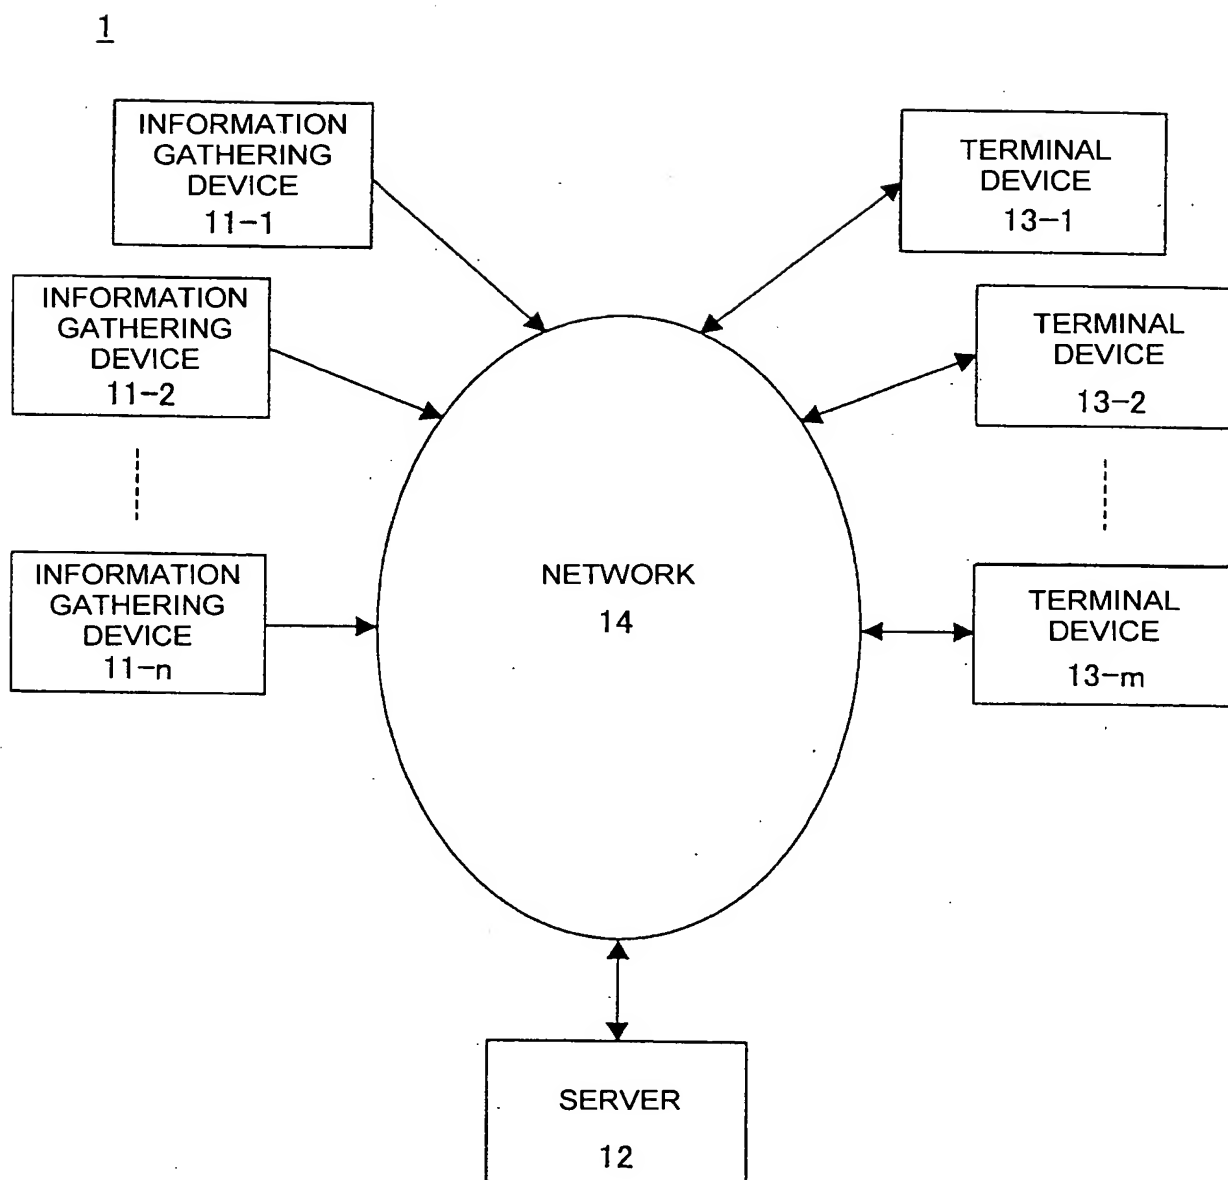 1
INFORMATION
GATHERING
DEVICE
11-1
TERMINAL
DEVICE
13-1
INFORMATION
GATHERING
DEVICE
11-2
TERMINAL
DEVICE
13-2
INFORMATION
GATHERING
DEVICE
11-n
NETWORK
14
TERMINAL
DEVICE
13-m
SERVER
12